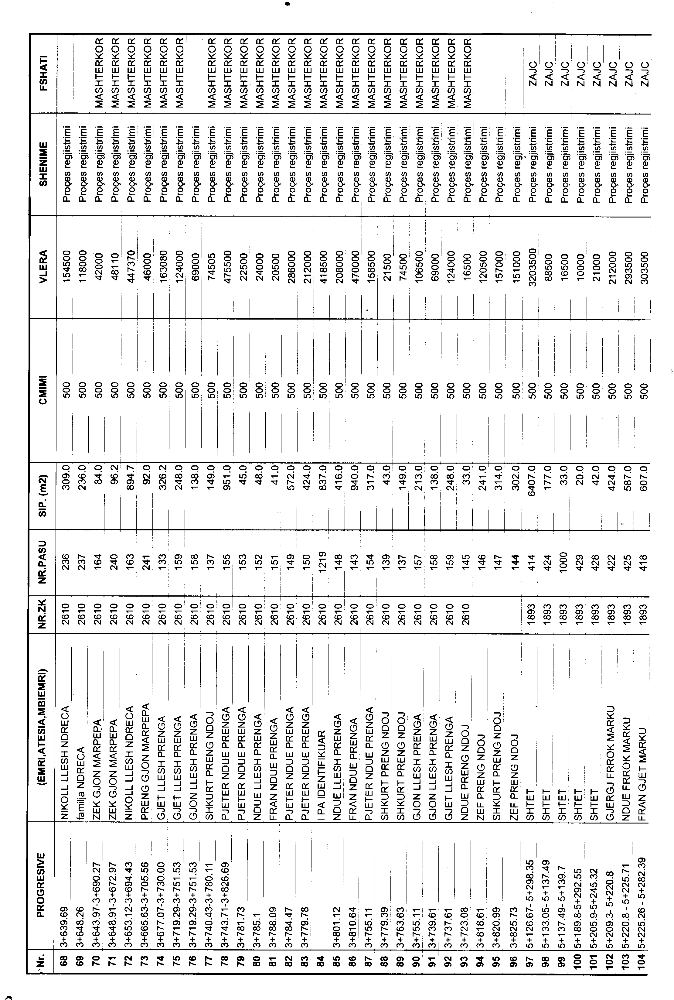 Nr. PROGRESIVE (EMRI,ATESIA,MBIEMRI) NR.ZK NR.PASU SIP. (m2) CMIMI VLERA SHENIME FSHATI
68 3+639.69 NIKOLL LLESH NDRECA 2610 236 309.0 500 154500 Proçes regjistrimi
69 3+648.26 familja NDRECA 2610 237 236.0 500 118000 Proçes regjistrimi
70 3+643.97-3+690.27 ZEK GJON MARPEPA 2610 164 84.0 500 42000 Proçes regjistrimi MASHTERKOR
71 3+648.91-3+672.97 ZEK GJON MARPEPA 2610 240 96.2 500 48110 Proçes regjistrimi MASHTERKOR
72 3+653.12-3+694.43 NIKOLL LLESH NDRECA 2610 163 894.7 500 447370 Proçes regjistrimi MASHTERKOR
73 3+665.63-3+705.56 PRENG GJON MARPEPA 2610 241 92.0 500 46000 Proçes regjistrimi MASHTERKOR
74 3+677.07-3+730.00 GJET LLESH PRENGA 2610 133 326.2 500 163080 Proçes regjistrimi MASHTERKOR
75 3+719.29-3+751.53 GJET LLESH PRENGA 2610 159 248.0 500 124000 Proçes regjistrimi MASHTERKOR
76 3+719.29-3+751.53 GJON LLESH PRENGA 2610 158 138.0 500 69000 Proçes regjistrimi
77 3+740.43-3+780.11 SHKURT PRENG NDOJ 2610 137 149.0 500 74505 Proçes regjistrimi MASHTERKOR
78 3+743.71-3+826.69 PJETER NDUE PRENGA 2610 155 951.0 500 475500 Proçes regjistrimi MASHTERKOR
79 3+781.73 PJETER NDUE PRENGA 2610 153 45.0 500 22500 Proçes regjistrimi MASHTERKOR
80 3+785.1 NDUE LLESH PRENGA 2610 152 48.0 500 24000 Proçes regjistrimi MASHTERKOR
81 3+788.09 FRAN NDUE PRENGA 2610 151 41.0 500 20500 Proçes regjistrimi MASHTERKOR
82 3+784.47 PJETER NDUE PRENGA 2610 149 572.0 500 286000 Proçes regjistrimi MASHTERKOR
83 3+779.78 PJETER NDUE PRENGA 2610 150 424.0 500 212000 Proçes regjistrimi MASHTERKOR
84 I PA IDENTIFIKUAR 2610 1219 837.0 500 418500 Proçes regjistrimi MASHTERKOR
85 3+801.12 NDUE LLESH PRENGA 2610 148 416.0 500 208000 Proçes regjistrimi MASHTERKOR
86 3+810.64 FRAN NDUE PRENGA 2610 143 940.0 500 470000 Proçes regjistrimi MASHTERKOR
87 3+755.11 PJETER NDUE PRENGA 2610 154 317.0 500 158500 Proçes regjistrimi MASHTERKOR
88 3+779.39 SHKURT PRENG NDOJ 2610 139 43.0 500 21500 Proçes regjistrimi MASHTERKOR
89 3+763.63 SHKURT PRENG NDOJ 2610 137 149.0 500 74500 Proçes regjistrimi MASHTERKOR
90 3+755.11 GJON LLESH PRENGA 2610 157 213.0 500 106500 Proçes regjistrimi MASHTERKOR
91 3+739.61 GJON LLESH PRENGA 2610 158 138.0 500 69000 Proçes regjistrimi MASHTERKOR
92 3+737.61 GJET LLESH PRENGA 2610 159 248.0 500 124000 Proçes regjistrimi MASHTERKOR
93 3+723.08 NDUE PRENG NDOJ 2610 145 33.0 500 16500 Proçes regjistrimi MASHTERKOR
94 3+818.61 ZEF PRENG NDOJ 146 241.0 500 120500 Proçes regjistrimi
95 3+820.99 SHKURT PRENG NDOJ 147 314.0 500 157000 Proçes regjistrimi
96 3+825.73 ZEF PRENG NDOJ 144 302.0 500 151000 Proçes regjistrimi
97 5+126.67- 5+298.35 SHTET 1893 414 6407.0 500 3203500 Proçes regjistrimi ZAJC
98 5+133.05- 5+137.49 SHTET 1893 424 177.0 500 88500 Proçes regjistrimi ZAJC
99 5+137.49- 5+139.7 SHTET 1893 1000 33.0 500 16500 Proçes regjistrimi ZAJC
100 5+189.8-5+292.55 SHTET 1893 429 20.0 500 10000 Proçes regjistrimi ZAJC
101 5+205.9-5+245.32 SHTET 1893 428 42.0 500 21000 Proçes regjistrimi ZAJC
102 5+209.3- 5+220.8 GJERGJ FRROK MARKU 1893 422 424.0 500 212000 Proçes regjistrimi ZAJC
103 5+220.8 - 5+225.71 NDUE FRROK MARKU 1893 425 587.0 500 293500 Proçes regjistrimi ZAJC
104 5+225.26 - 5+282.39 FRAN GJET MARKU 1893 418 607.0 500 303500 Proçes regjistrimi ZAJC